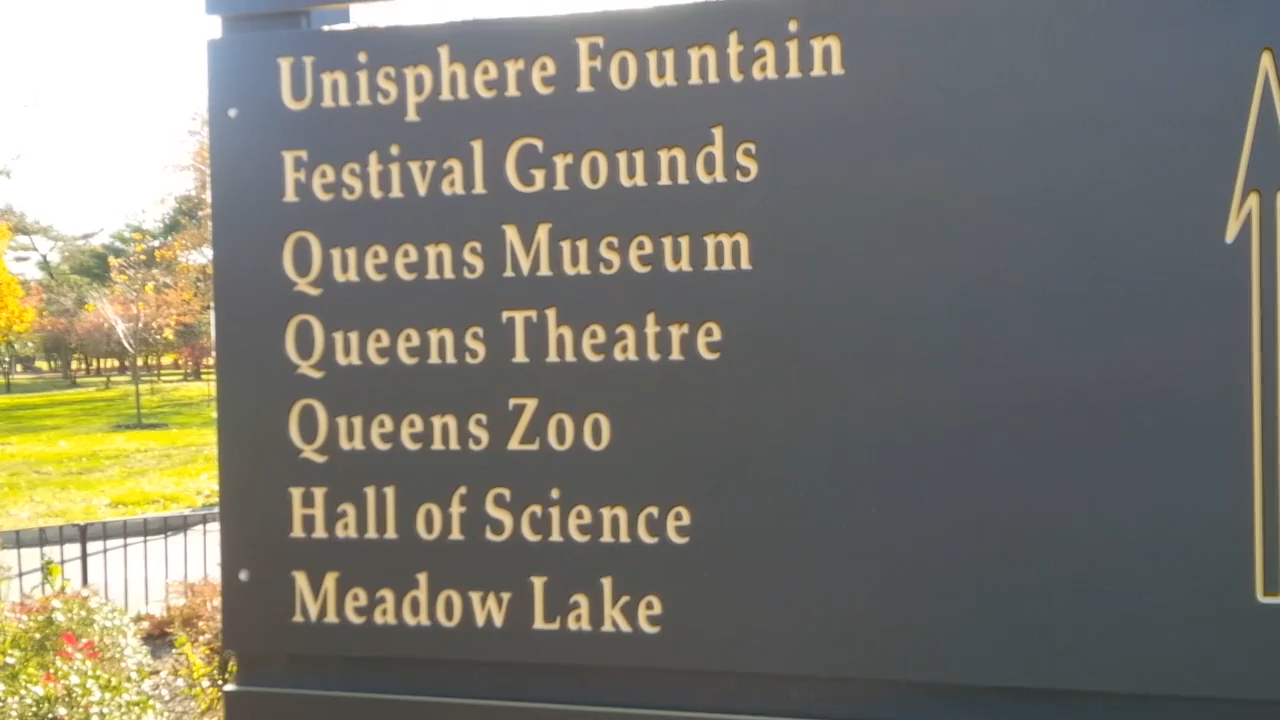 Unisphere Fountain
Festival Grounds
Queens Museum
Queens Theatre
Queens Zoo
Hall of Science
Meadow Lake